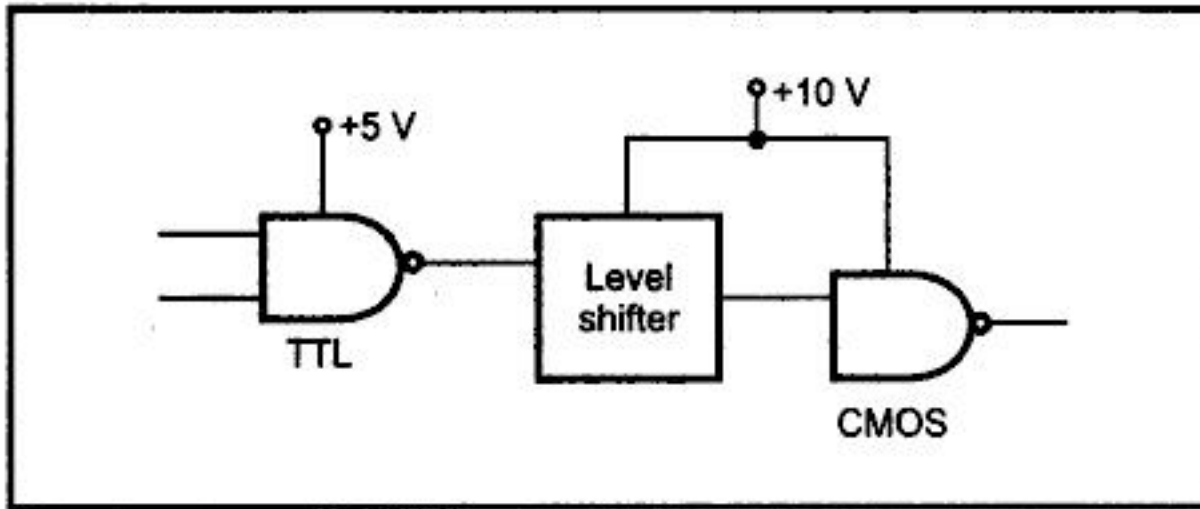 +10 V
+5 V
Level
shifter
TTL
CMOS